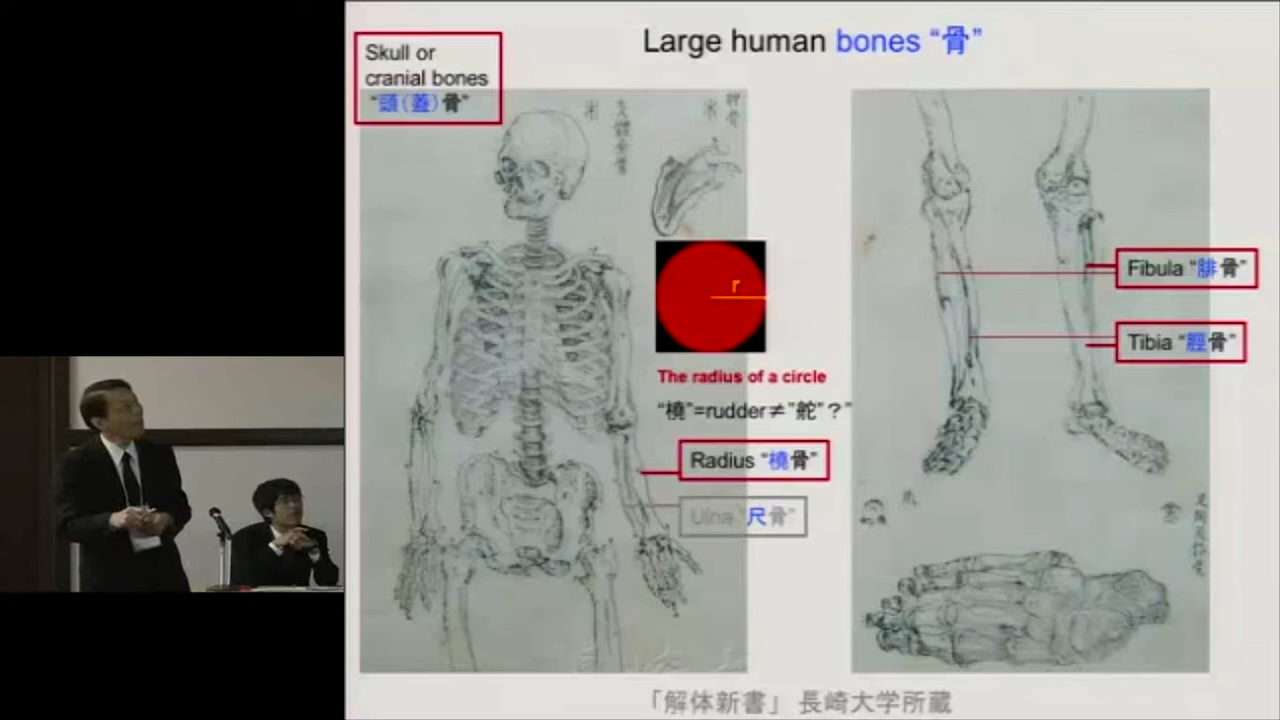 Large human bones “骨”
Skull or
cranial bones
“頭(蓋)骨”
r
The radius of a circle
“橈”=rudder≠”舵”？”
Radius “橈骨”
Ulna “尺骨”
Fibula “腓骨”
Tibia “脛骨”
「解体新書」 長崎大学所蔵